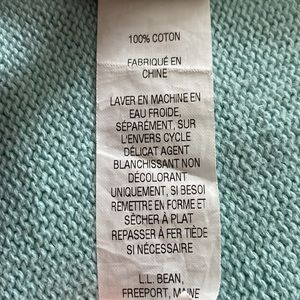 100% COTON
FABRIQUÉ EN
CHINE
LAVER EN MACHINE EN
EAU FROIDE,
SÉPARÉMENT, SUR
L'ENVERS CYCLE
DÉLICAT AGENT
BLANCHISSANT NON
DÉCOLORANT
UNIQUEMENT, SI BESOI
REMETTRE EN FORME ET
SÉCHER À PLAT
REPASSER À FER TIÈDE
SI NÉCESSAIRE
L.L. BEAN,
FREEPORT, MAINE